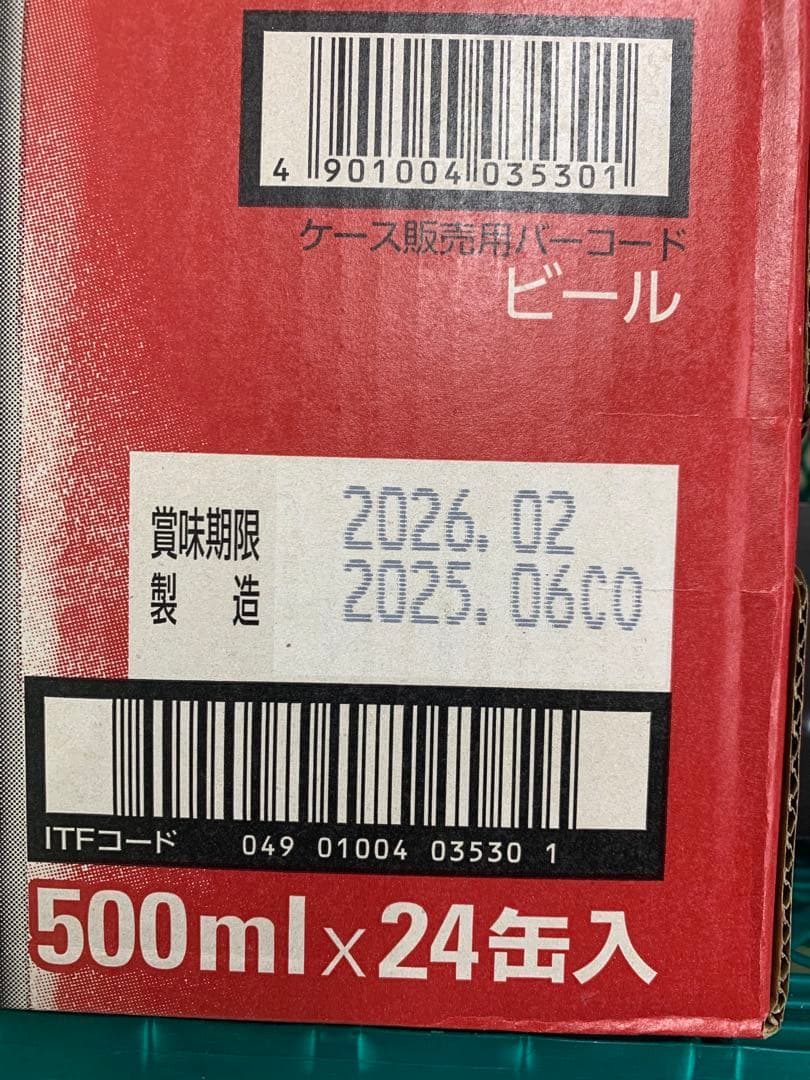 4 901004 035301
ケース販売用バーコード
ビール
賞味期限 2026.02
製造 2025.06C0
ITFコード 049 01004 03530 1
500ml×24缶入